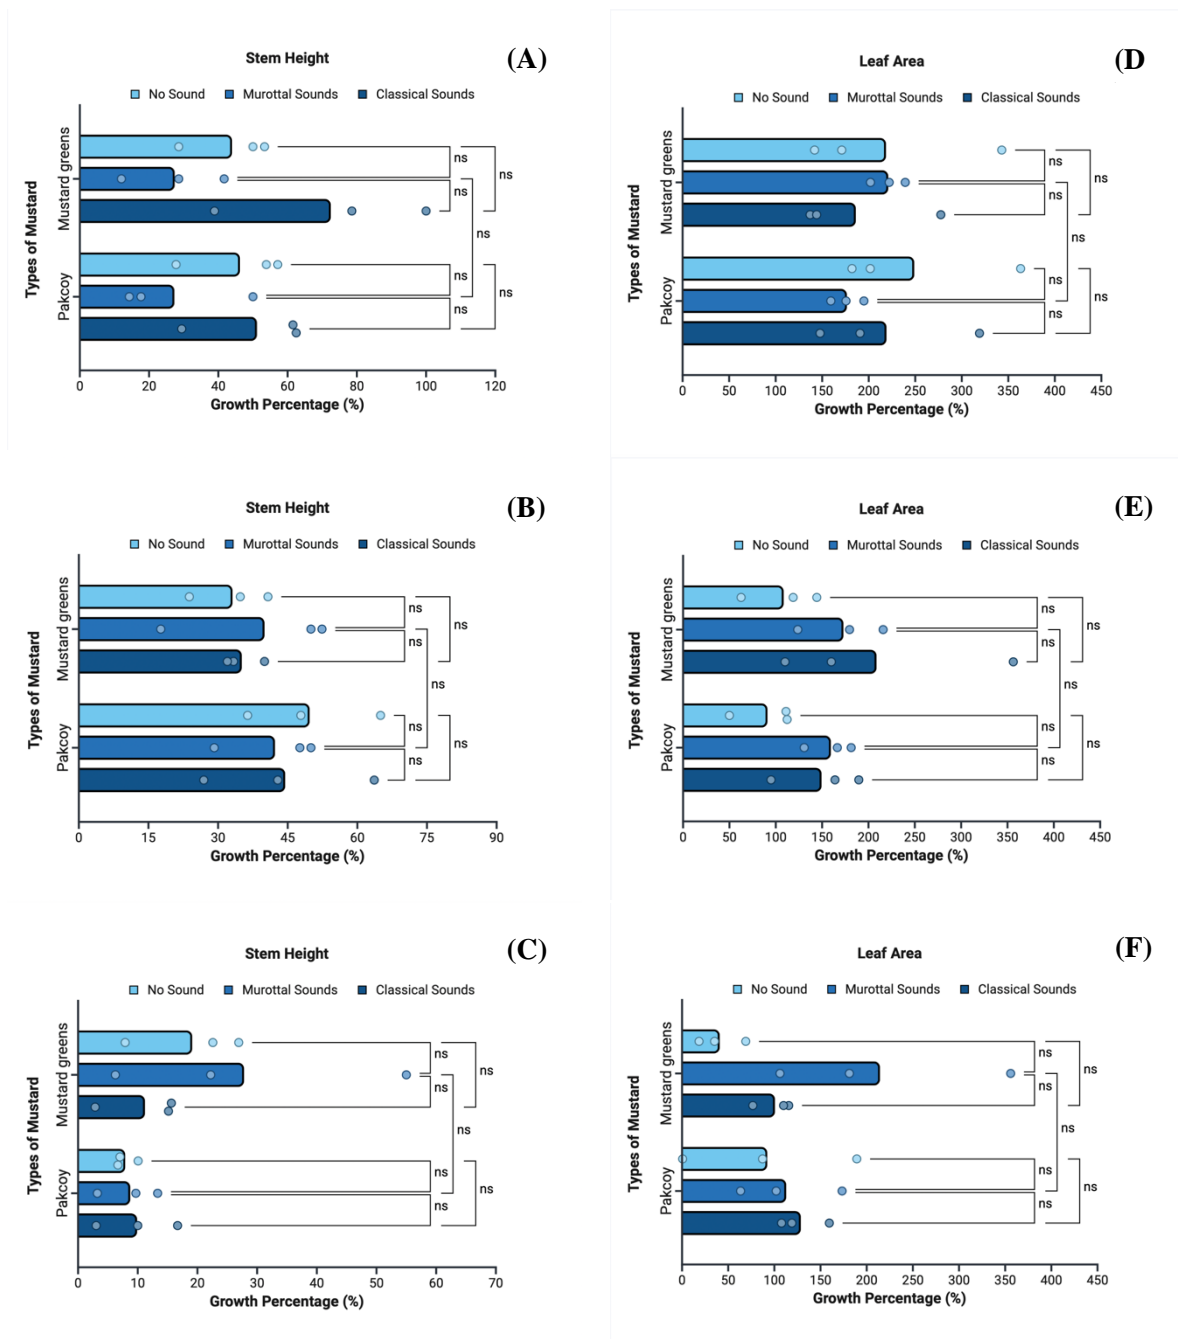 Stem Height
(A)
No Sound Murottal Sounds Classical Sounds
Types of Mustard
Mustard greens
Pakcoy
ns
ns
ns
ns
ns
ns
ns
0 20 40 60 80 100 120
Growth Percentage (%)
Leaf Area
(D
No Sound Murottal Sounds Classical Sounds
Types of Mustard
Mustard greens
Pakcoy
ns
ns
ns
ns
ns
ns
ns
0 50 100 150 200 250 300 350 400 450
Growth Percentage (%)
Stem Height
(B)
No Sound Murottal Sounds Classical Sounds
Types of Mustard
Mustard greens
Pakcoy
ns
ns
ns
ns
ns
ns
ns
0 15 30 45 60 75 90
Growth Percentage (%)
Leaf Area
(E)
No Sound Murottal Sounds Classical Sounds
Types of Mustard
Mustard greens
Pakcoy
ns
ns
ns
ns
ns
ns
ns
0 50 100 150 200 250 300 350 400 450
Growth Percentage (%)
Stem Height
(C)
No Sound Murottal Sounds Classical Sounds
Types of Mustard
Mustard greens
Pakcoy
ns
ns
ns
ns
ns
ns
ns
0 10 20 30 40 50 60 70
Growth Percentage (%)
Leaf Area
(F)
No Sound Murottal Sounds Classical Sounds
Types of Mustard
Mustard greens
Pakcoy
ns
ns
ns
ns
ns
ns
ns
0 50 100 150 200 250 300 350 400 450
Growth Percentage (%)